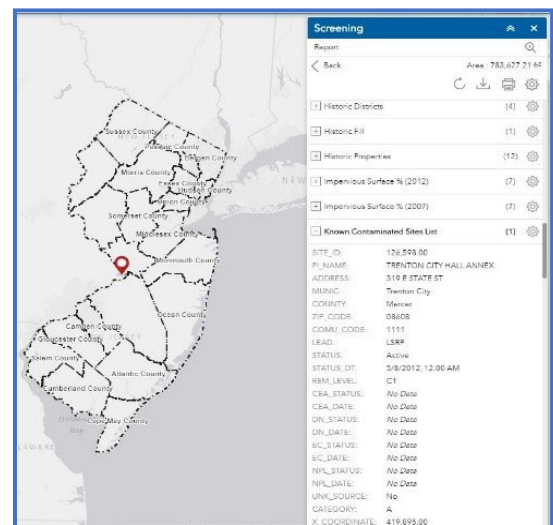 Screening
Report
Back
Area : 783,627.21 ft²
Historic Districts (4)
Historic Fill (1)
Historic Properties (12)
Impervious Surface % (2012) (7)
Impervious Surface % (2007) (7)
Known Contaminated Sites List (1)
SITE_ID: 126,598.00
PI_NAME: TRENTON CITY HALL ANNEX
ADDRESS: 319 E STATE ST
MUNIC: Trenton City
COUNTY: Mercer
ZIP_CODE: 08608
COMU_CODE: 1111
LEAD: LSRP
STATUS: Active
STATUS_DT: 5/8/2012, 12:00 AM
REM_LEVEL: C1
CEA_STATUS: No Data
CEA_DATE: No Data
DN_STATUS: No Data
DN_DATE: No Data
EC_STATUS: No Data
EC_DATE: No Data
NPL_STATUS: No Data
NPL_DATE: No Data
UNK_SOURCE: No
CATEGORY: A
X_COORDINATE: 419,895.00
Sussex County
Passaic County
Bergen County
Morris County
Essex County
Hudson County
Union County
Somerset County
Middlesex County
Monmouth County
Ocean County
Camden County
Gloucester County
Salem County
Atlantic County
Cumberland County
Cape May County
Bay
NEW